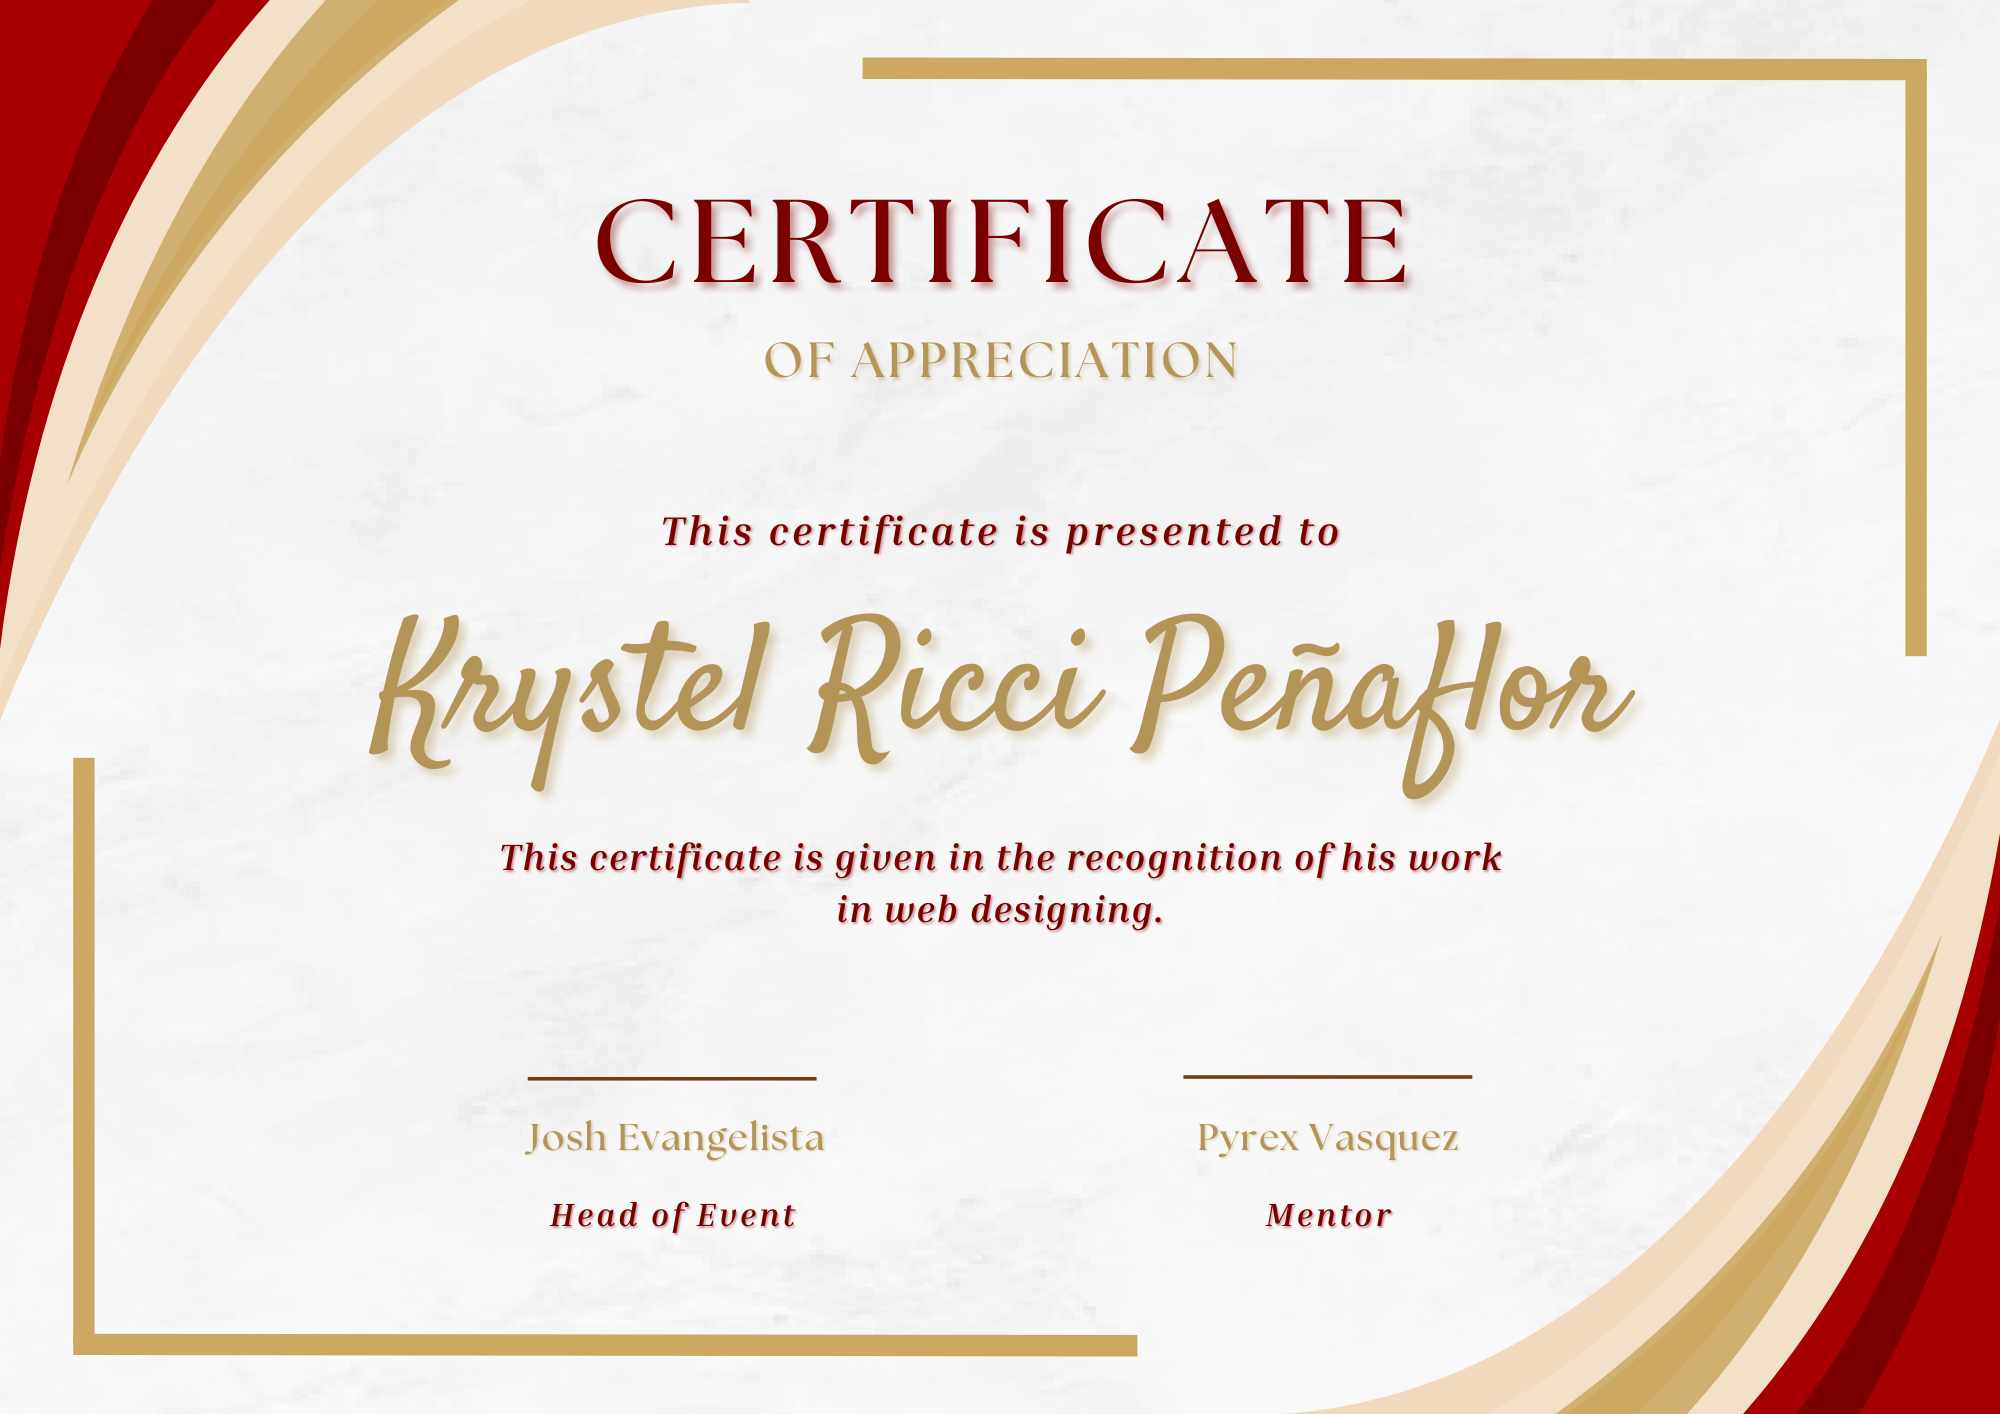 CERTIFICATE
OF APPRECIATION
This certificate is presented to
Krystel Ricci Peñaflor
This certificate is given in the recognition of his work
in web designing.
Josh Evangelista
Pyrex Vasquez
Head of Event
Mentor